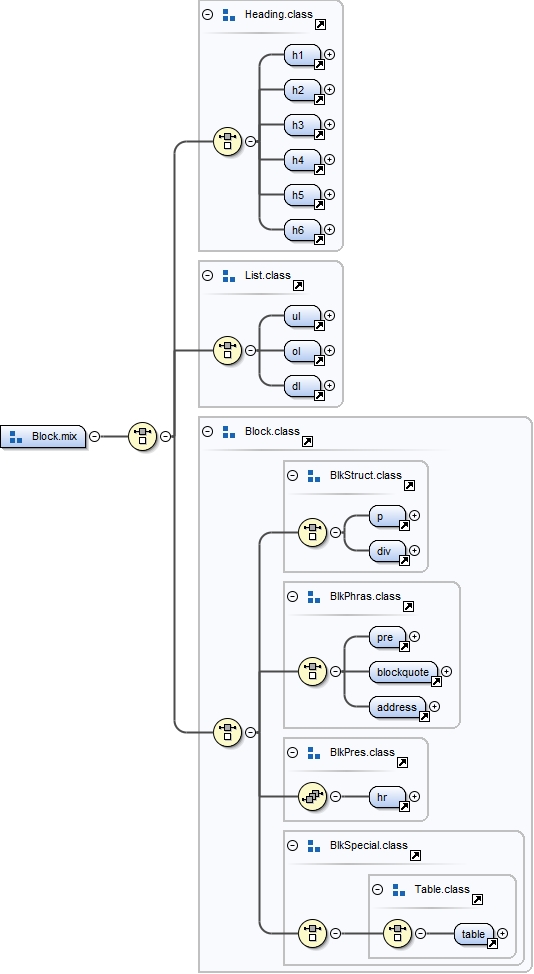 Heading.class
h1
h2
h3
h4
h5
h6
List.class
ul
ol
dl
Block.mix
Block.class
BlkStruct.class
p
div
BlkPhras.class
pre
blockquote
address
BlkPres.class
hr
BlkSpecial.class
Table.class
table